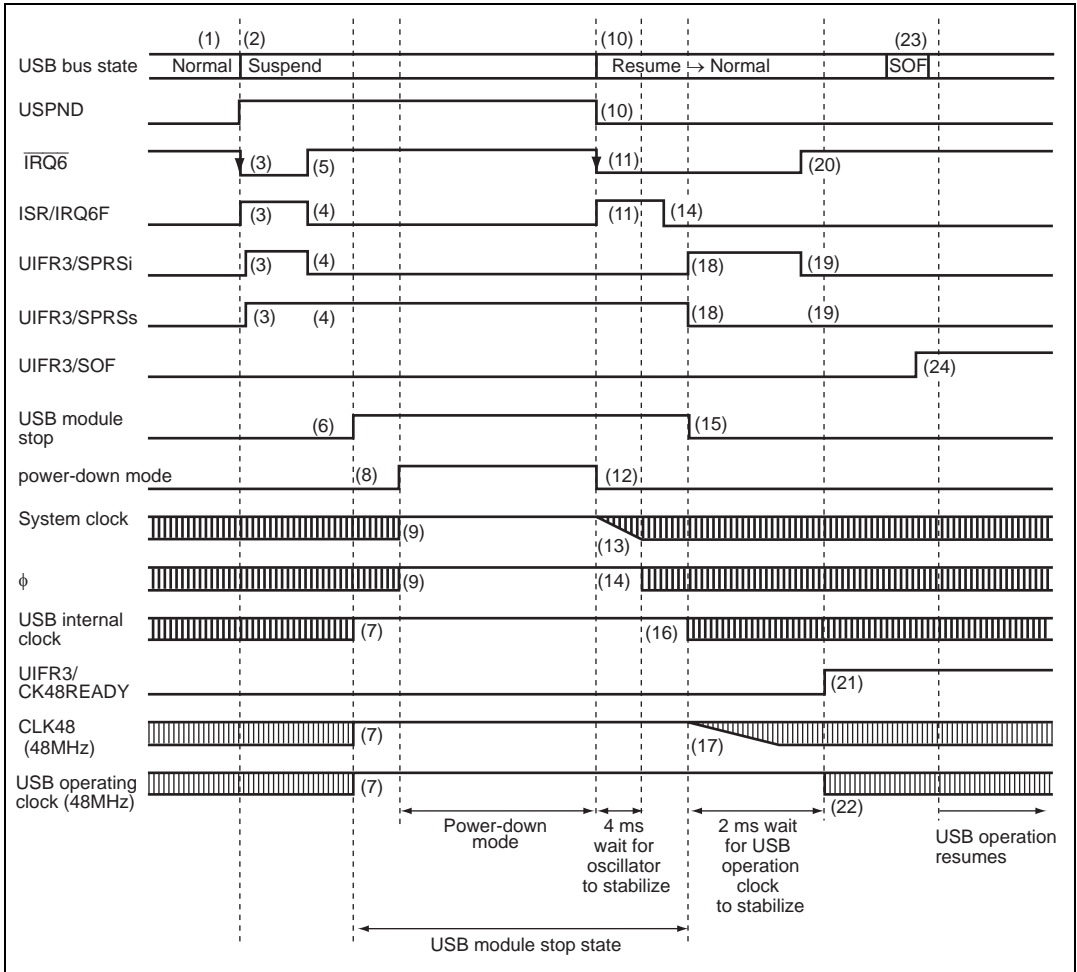 (1) (2) (10) (23)
USB bus state Normal Suspend Resume → Normal SOF
USPND (10)
IRQ6 (3) (5) (11) (20)
ISR/IRQ6F (3) (4) (11) (14)
UIFR3/SPRSi (3) (4) (18) (19)
UIFR3/SPRSs (3) (4) (18) (19)
UIFR3/SOF (24)
USB module
stop (6) (15)
power-down mode (8) (12)
System clock (9) (13)
ϕ (9) (14)
USB internal
clock (7) (16)
UIFR3/
CK48READY (21)
CLK48
(48MHz) (7) (17)
USB operating
clock (48MHz) (7) (22)
Power-down
mode
4 ms
wait for
oscillator
to stabilize
2 ms wait
for USB
operation
clock
to stabilize
USB operation
resumes
USB module stop state